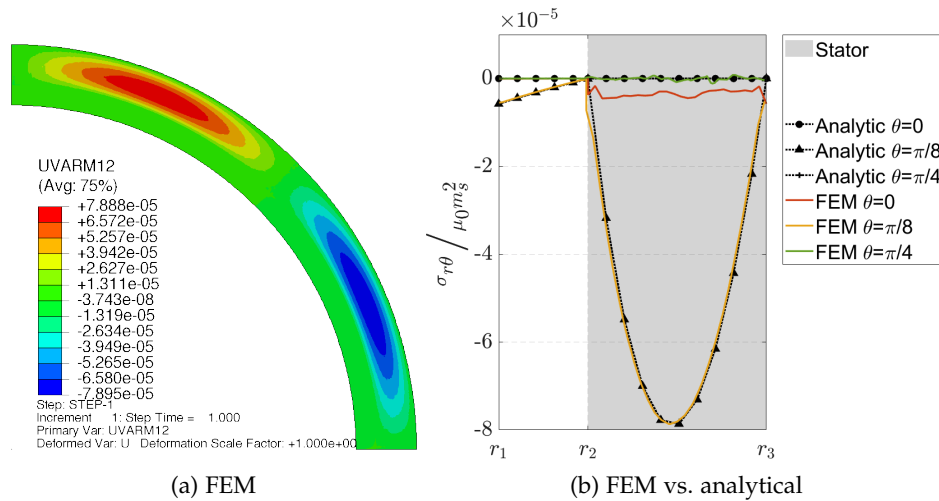 UVARM12
(Avg: 75%)
+7.888e-05
+6.572e-05
+5.257e-05
+3.942e-05
+2.627e-05
+1.311e-05
-3.743e-08
-1.319e-05
-2.634e-05
-3.949e-05
-5.265e-05
-6.580e-05
-7.895e-05
Step: STEP-1
Increment 1: Step Time = 1.000
Primary Var: UVARM12
Deformed Var: U Deformation Scale Factor: +1.000e+00
(a) FEM
×10⁻⁵
0
-2
-4
-6
-8
σ_{rθ} / μ₀m_s²
r₁ r₂ r₃
Stator
Analytic θ=0
Analytic θ=π/8
Analytic θ=π/4
FEM θ=0
FEM θ=π/8
FEM θ=π/4
(b) FEM vs. analytical